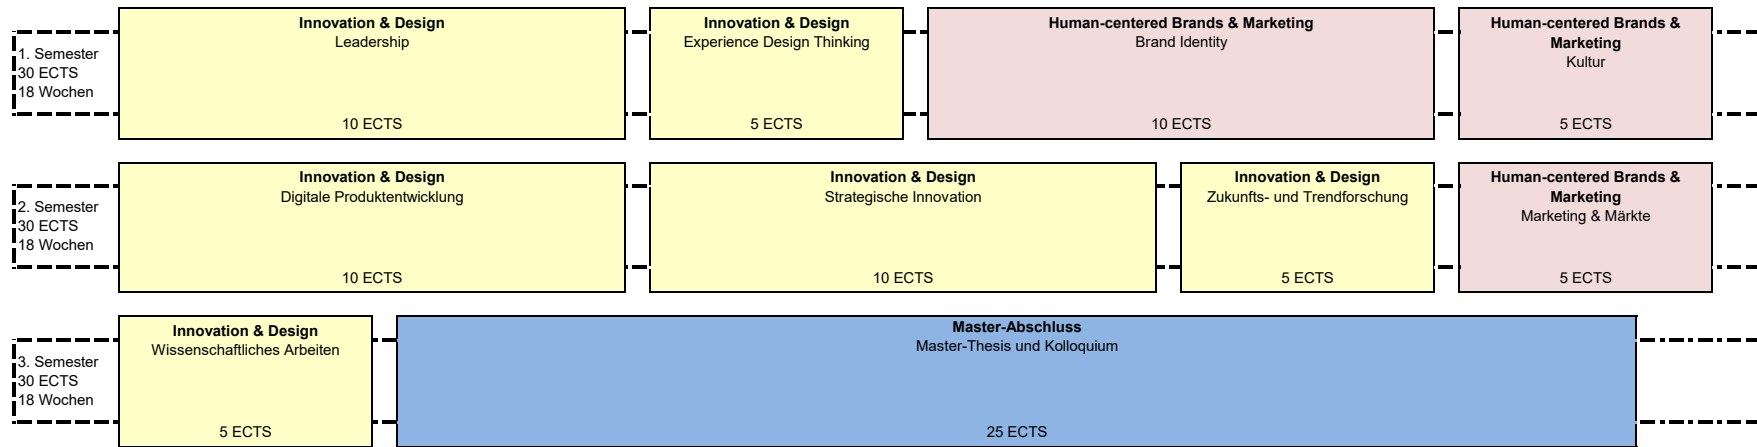 1. Semester
30 ECTS
18 Wochen
Innovation & Design
Leadership
10 ECTS
Innovation & Design
Experience Design Thinking
5 ECTS
Human-centered Brands & Marketing
Brand Identity
10 ECTS
Human-centered Brands &
Marketing
Kultur
5 ECTS
2. Semester
30 ECTS
18 Wochen
Innovation & Design
Digitale Produktentwicklung
10 ECTS
Innovation & Design
Strategische Innovation
10 ECTS
Innovation & Design
Zukunfts- und Trendforschung
5 ECTS
Human-centered Brands &
Marketing
Marketing & Märkte
5 ECTS
3. Semester
30 ECTS
18 Wochen
Innovation & Design
Wissenschaftliches Arbeiten
5 ECTS
Master-Abschluss
Master-Thesis und Kolloquium
25 ECTS